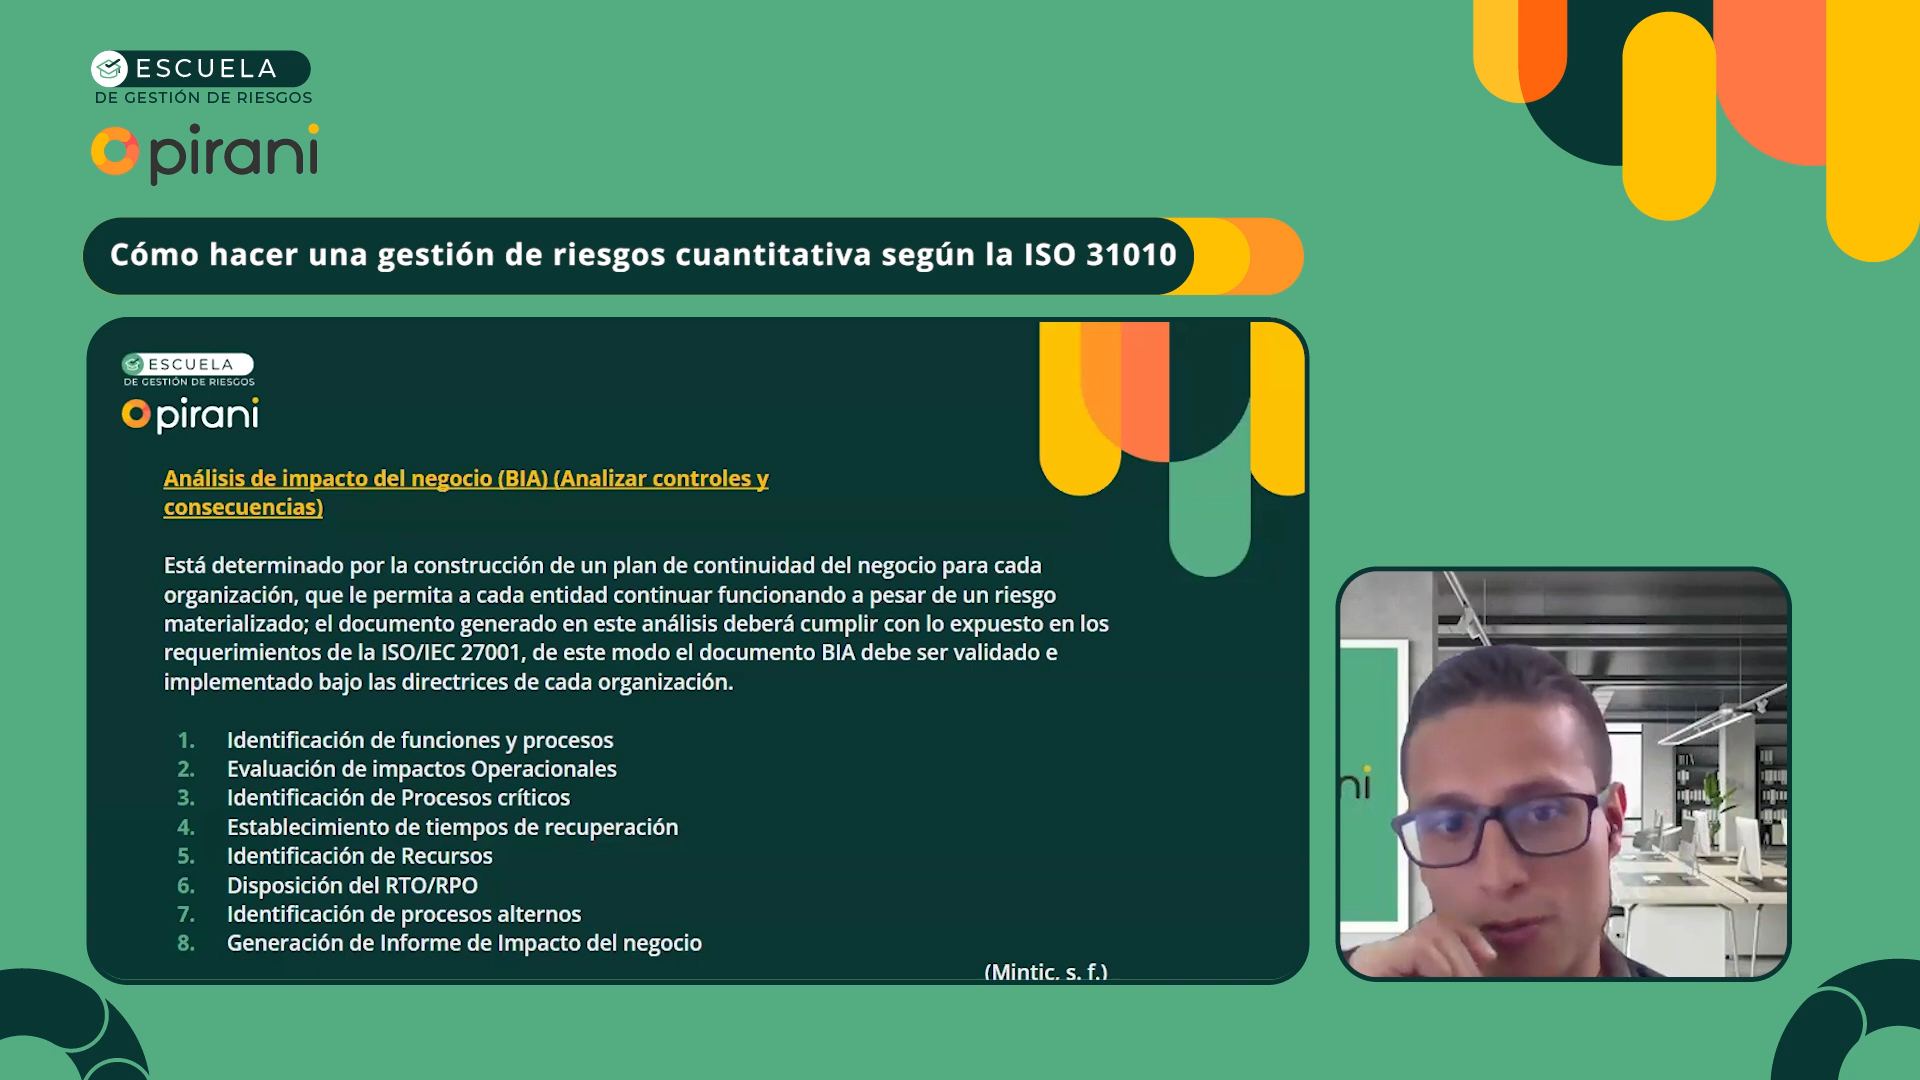 ESCUELA
DE GESTIÓN DE RIESGOS
pirani
Cómo hacer una gestión de riesgos cuantitativa según la ISO 31010
ESCUELA
DE GESTIÓN DE RIESGOS
pirani
Análisis de impacto del negocio (BIA) (Analizar controles y
consecuencias)
Está determinado por la construcción de un plan de continuidad del negocio para cada
organización, que le permita a cada entidad continuar funcionando a pesar de un riesgo
materializado; el documento generado en este análisis deberá cumplir con lo expuesto en los
requerimientos de la ISO/IEC 27001, de este modo el documento BIA debe ser validado e
implementado bajo las directrices de cada organización.
1. Identificación de funciones y procesos
2. Evaluación de impactos Operacionales
3. Identificación de Procesos críticos
4. Establecimiento de tiempos de recuperación
5. Identificación de Recursos
6. Disposición del RTO/RPO
7. Identificación de procesos alternos
8. Generación de Informe de Impacto del negocio
(Mintic, s. f.)
ni